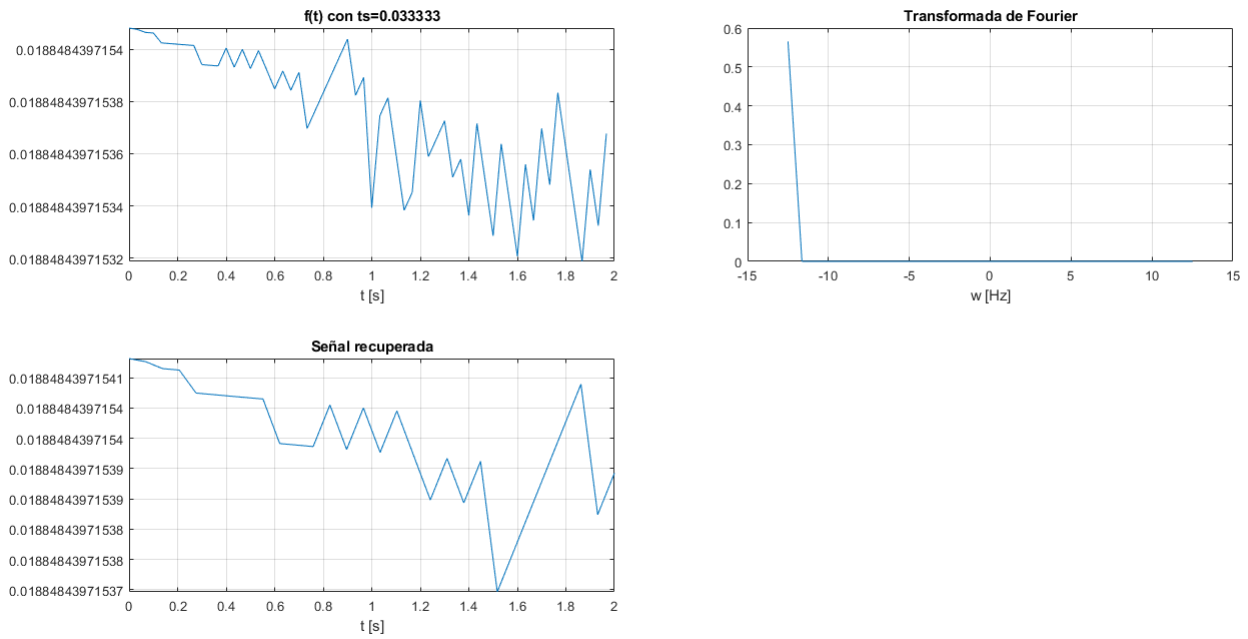 f(t) con ts=0.033333
0.0188484397154
0.01884843971538
0.01884843971536
0.01884843971534
0.01884843971532
0 0.2 0.4 0.6 0.8 1 1.2 1.4 1.6 1.8 2
t [s]
Transformada de Fourier
0.6
0.5
0.4
0.3
0.2
0.1
0
-15 -10 -5 0 5 10 15
w [Hz]
Señal recuperada
0.01884843971541
0.0188484397154
0.0188484397154
0.01884843971539
0.01884843971539
0.01884843971538
0.01884843971538
0.01884843971537
0 0.2 0.4 0.6 0.8 1 1.2 1.4 1.6 1.8 2
t [s]